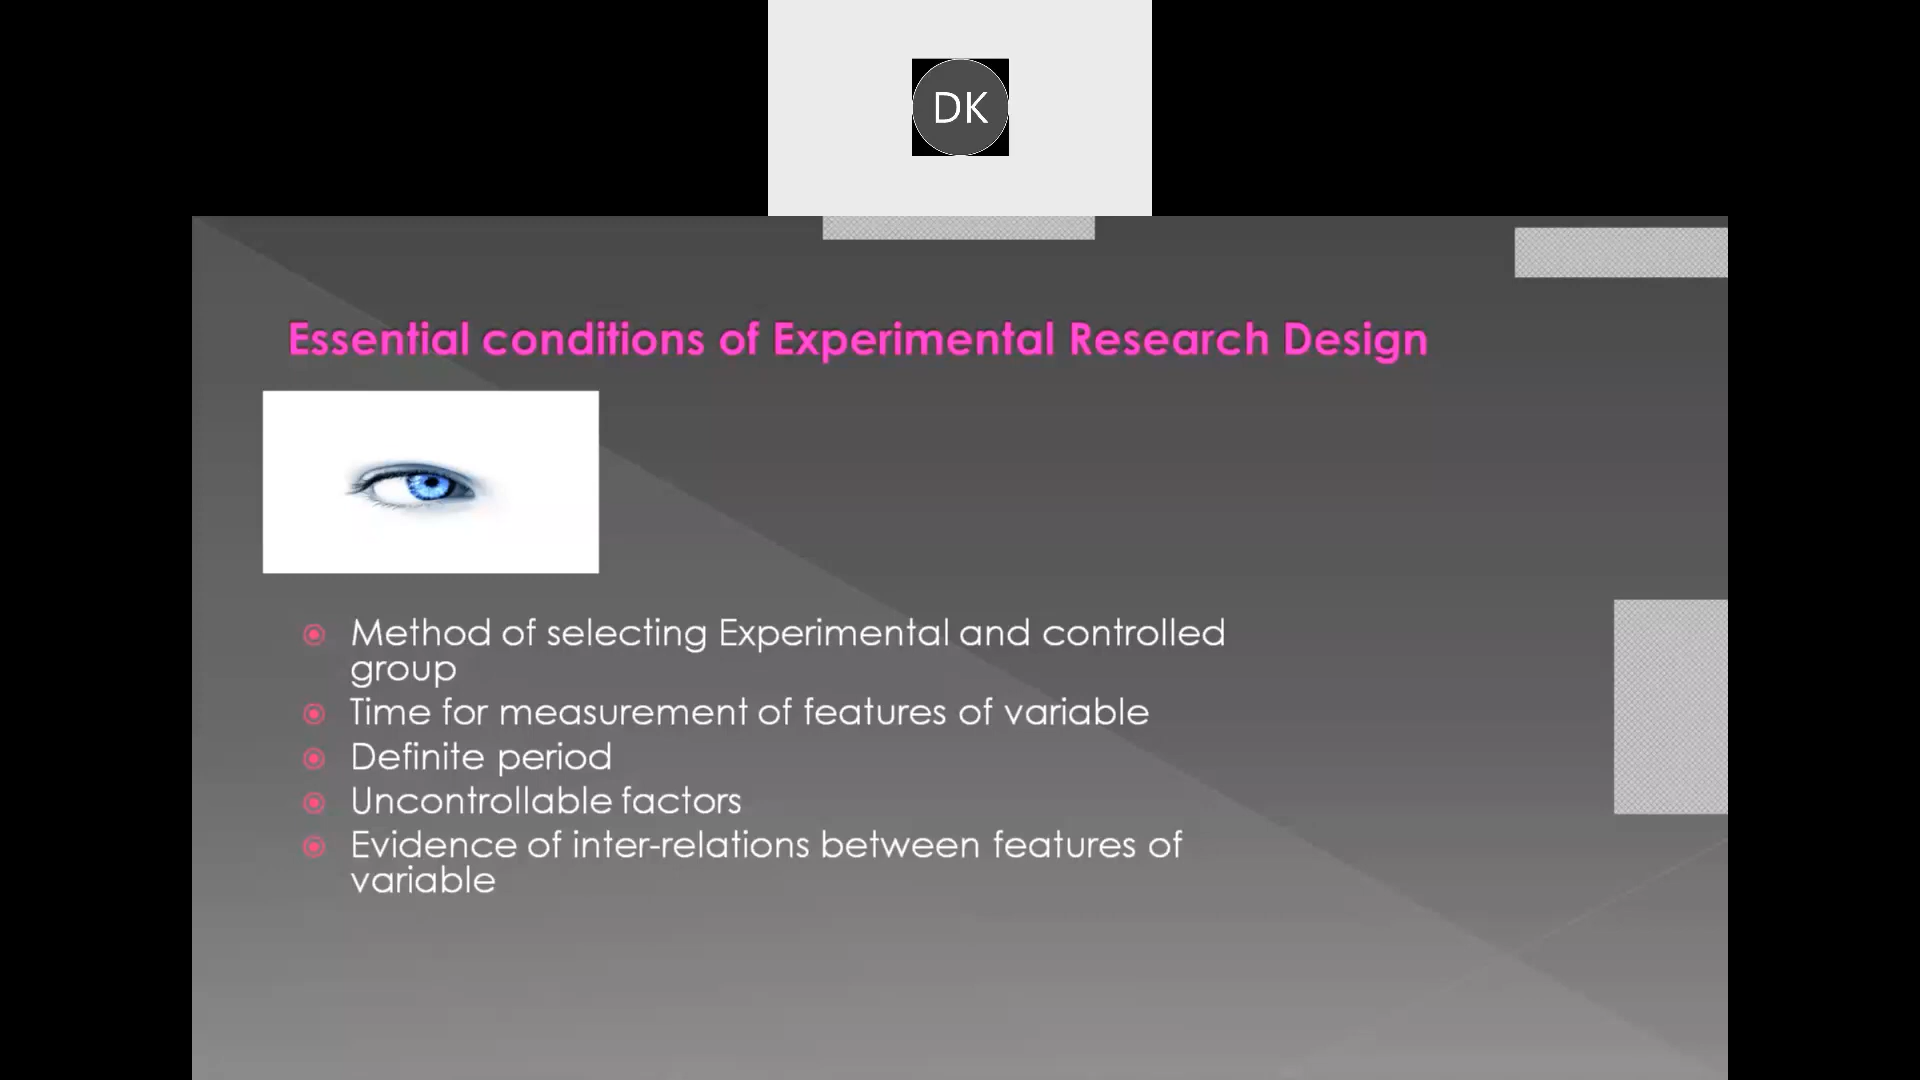 DK
Essential conditions of Experimental Research Design
Method of selecting Experimental and controlled
group
Time for measurement of features of variable
Definite period
Uncontrollable factors
Evidence of inter-relations between features of
variable